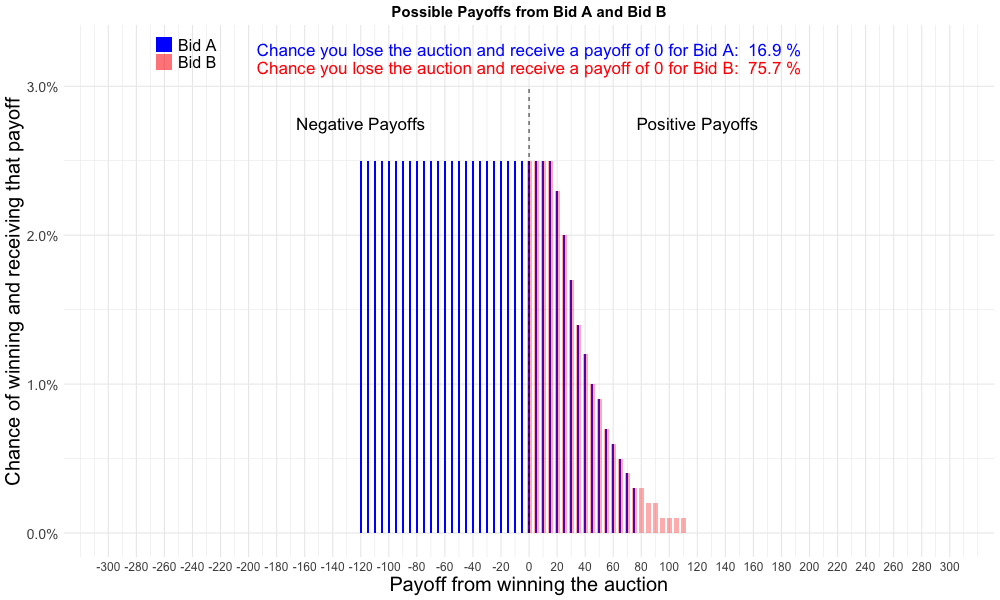 Possible Payoffs from Bid A and Bid B
Bid A
Bid B
Chance you lose the auction and receive a payoff of 0 for Bid A: 16.9 %
Chance you lose the auction and receive a payoff of 0 for Bid B: 75.7 %
Negative Payoffs
Positive Payoffs
Chance of winning and receiving that payoff
3.0%
2.0%
1.0%
0.0%
-300 -280 -260 -240 -220 -200 -180 -160 -140 -120 -100 -80 -60 -40 -20 0 20 40 60 80 100 120 140 160 180 200 220 240 260 280 300
Payoff from winning the auction